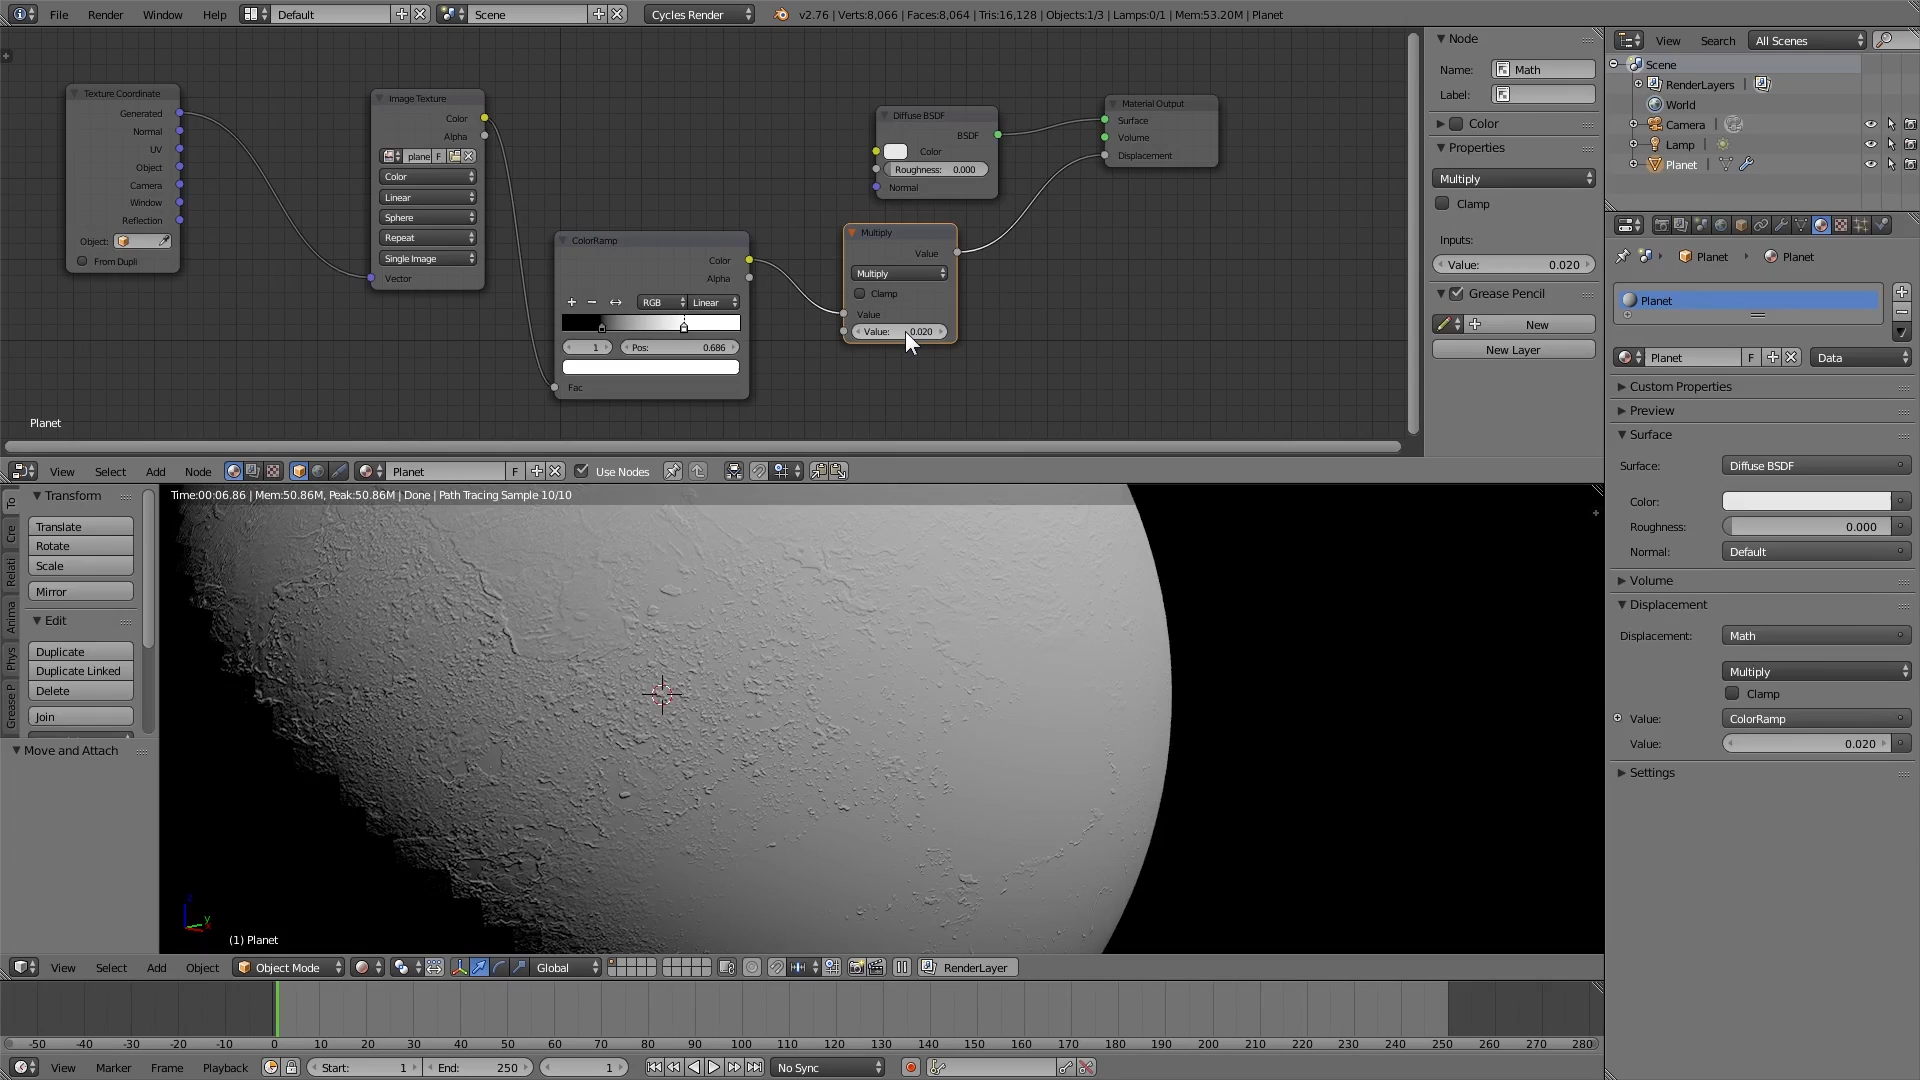 File Render Window Help Default Scene Cycles Render v2.76 | Verts:8,066 | Faces:8,064 | Tris:16,128 | Objects:1/3 | Lamps:0/1 | Mem:53.20M | Planet
Texture Coordinate
Generated
Normal
UV
Object
Camera
Window
Reflection
Object:
From Dupli
Image Texture
Color
Alpha
plane F
Color
Linear
Sphere
Repeat
Single Image
Vector
ColorRamp
Color
Alpha
RGB Linear
1 Pos: 0.686
Fac
Diffuse BSDF
BSDF
Color
Roughness: 0.000
Normal
Multiply
Value
Multiply
Clamp
Value
Value: 0.020
Material Output
Surface
Volume
Displacement
Planet
Node
Name: Math
Label:
Color
Properties
Multiply
Clamp
Inputs:
Value: 0.020
Grease Pencil
New
New Layer
View Search All Scenes
Scene
RenderLayers
World
Camera
Lamp
Planet
Planet Planet
Planet
Planet F Data
Custom Properties
Preview
Surface
Surface: Diffuse BSDF
Color:
Roughness: 0.000
Normal: Default
Volume
Displacement
Displacement: Math
Multiply
Clamp
Value: ColorRamp
Value: 0.020
Settings
View Select Add Node Planet F Use Nodes
To
Cre
Relati
Anima
Phys
Grease P
Transform
Translate
Rotate
Scale
Mirror
Edit
Duplicate
Duplicate Linked
Delete
Join
Move and Attach
Time:00:06.86 | Mem:50.86M, Peak:50.86M | Done | Path Tracing Sample 10/10
y
(1) Planet
View Select Add Object Object Mode Global RenderLayer
-50 -40 -30 -20 -10 0 10 20 30 40 50 60 70 80 90 100 110 120 130 140 150 160 170 180 190 200 210 220 230 240 250 260 270 280
View Marker Frame Playback Start: 1 End: 250 1 No Sync